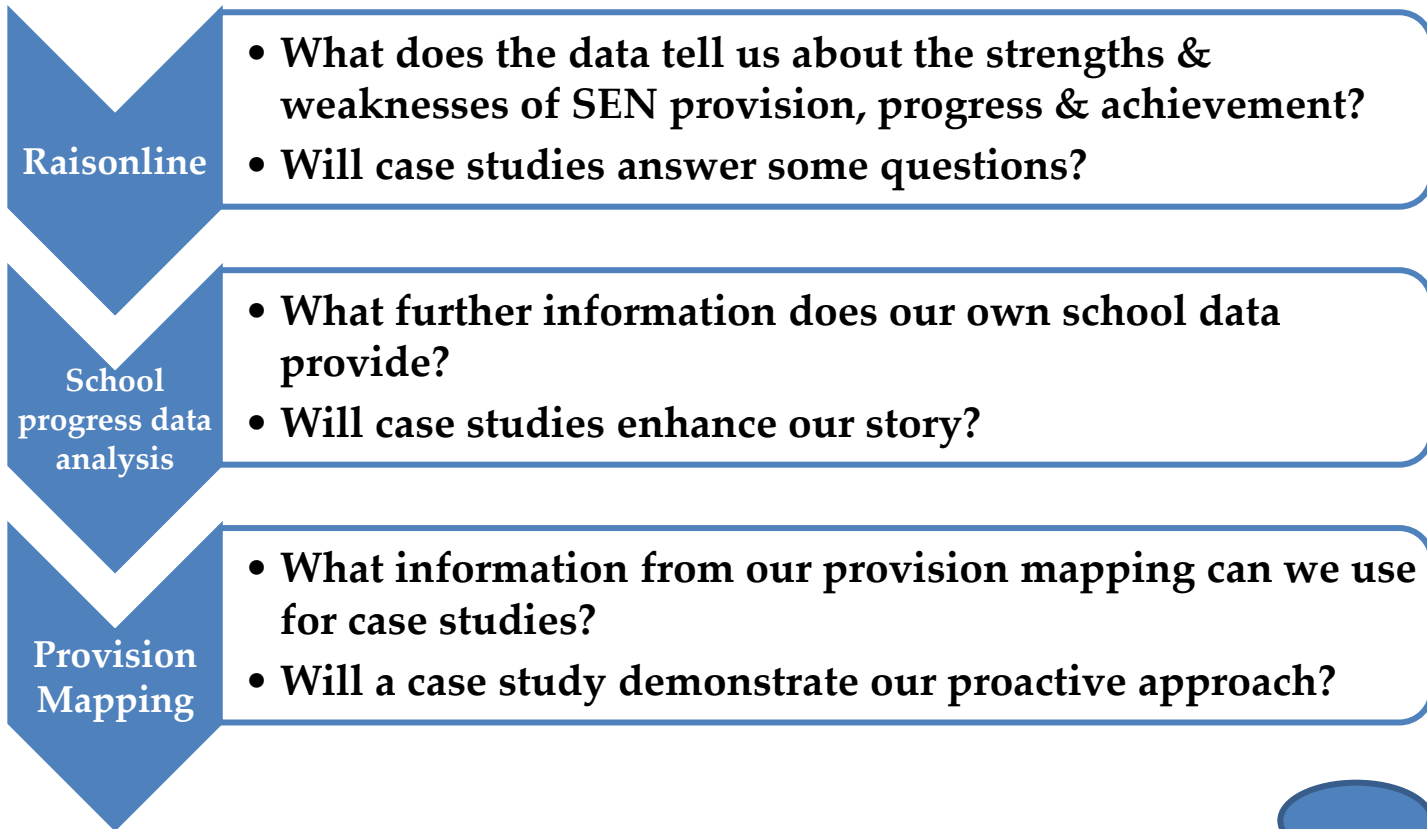 Raisonline
• What does the data tell us about the strengths &
weaknesses of SEN provision, progress & achievement?
• Will case studies answer some questions?
School
progress data
analysis
• What further information does our own school data
provide?
• Will case studies enhance our story?
Provision
Mapping
• What information from our provision mapping can we use
for case studies?
• Will a case study demonstrate our proactive approach?